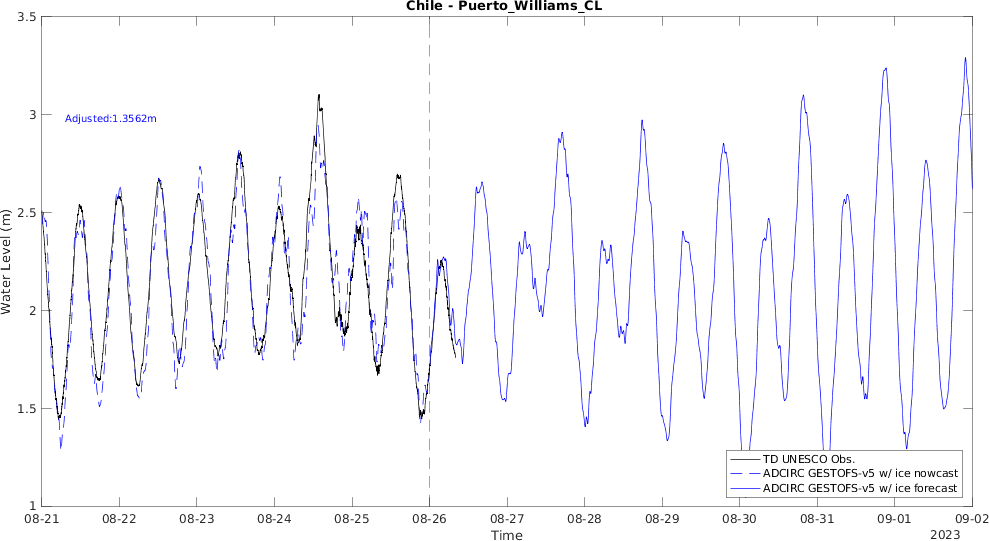 Chile - Puerto_Williams_CL
3.5
3
2.5
2
1.5
1
Water Level (m)
Adjusted:1.3562m
TD UNESCO Obs.
ADCIRC GESTOFS-v5 w/ ice nowcast
ADCIRC GESTOFS-v5 w/ ice forecast
08-21 08-22 08-23 08-24 08-25 08-26 08-27 08-28 08-29 08-30 08-31 09-01 09-02
Time
2023